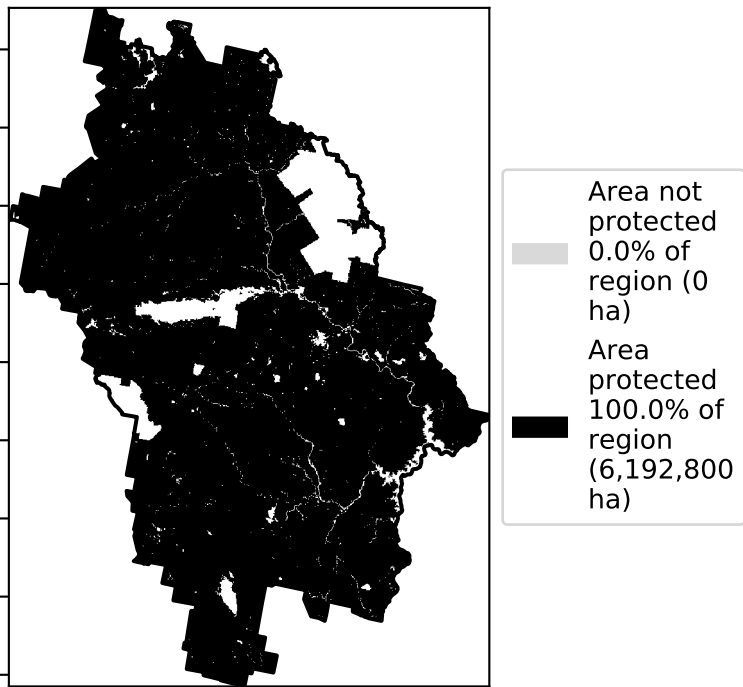 Area not
protected
0.0% of
region (0
ha)
Area
protected
100.0% of
region
(6,192,800
ha)